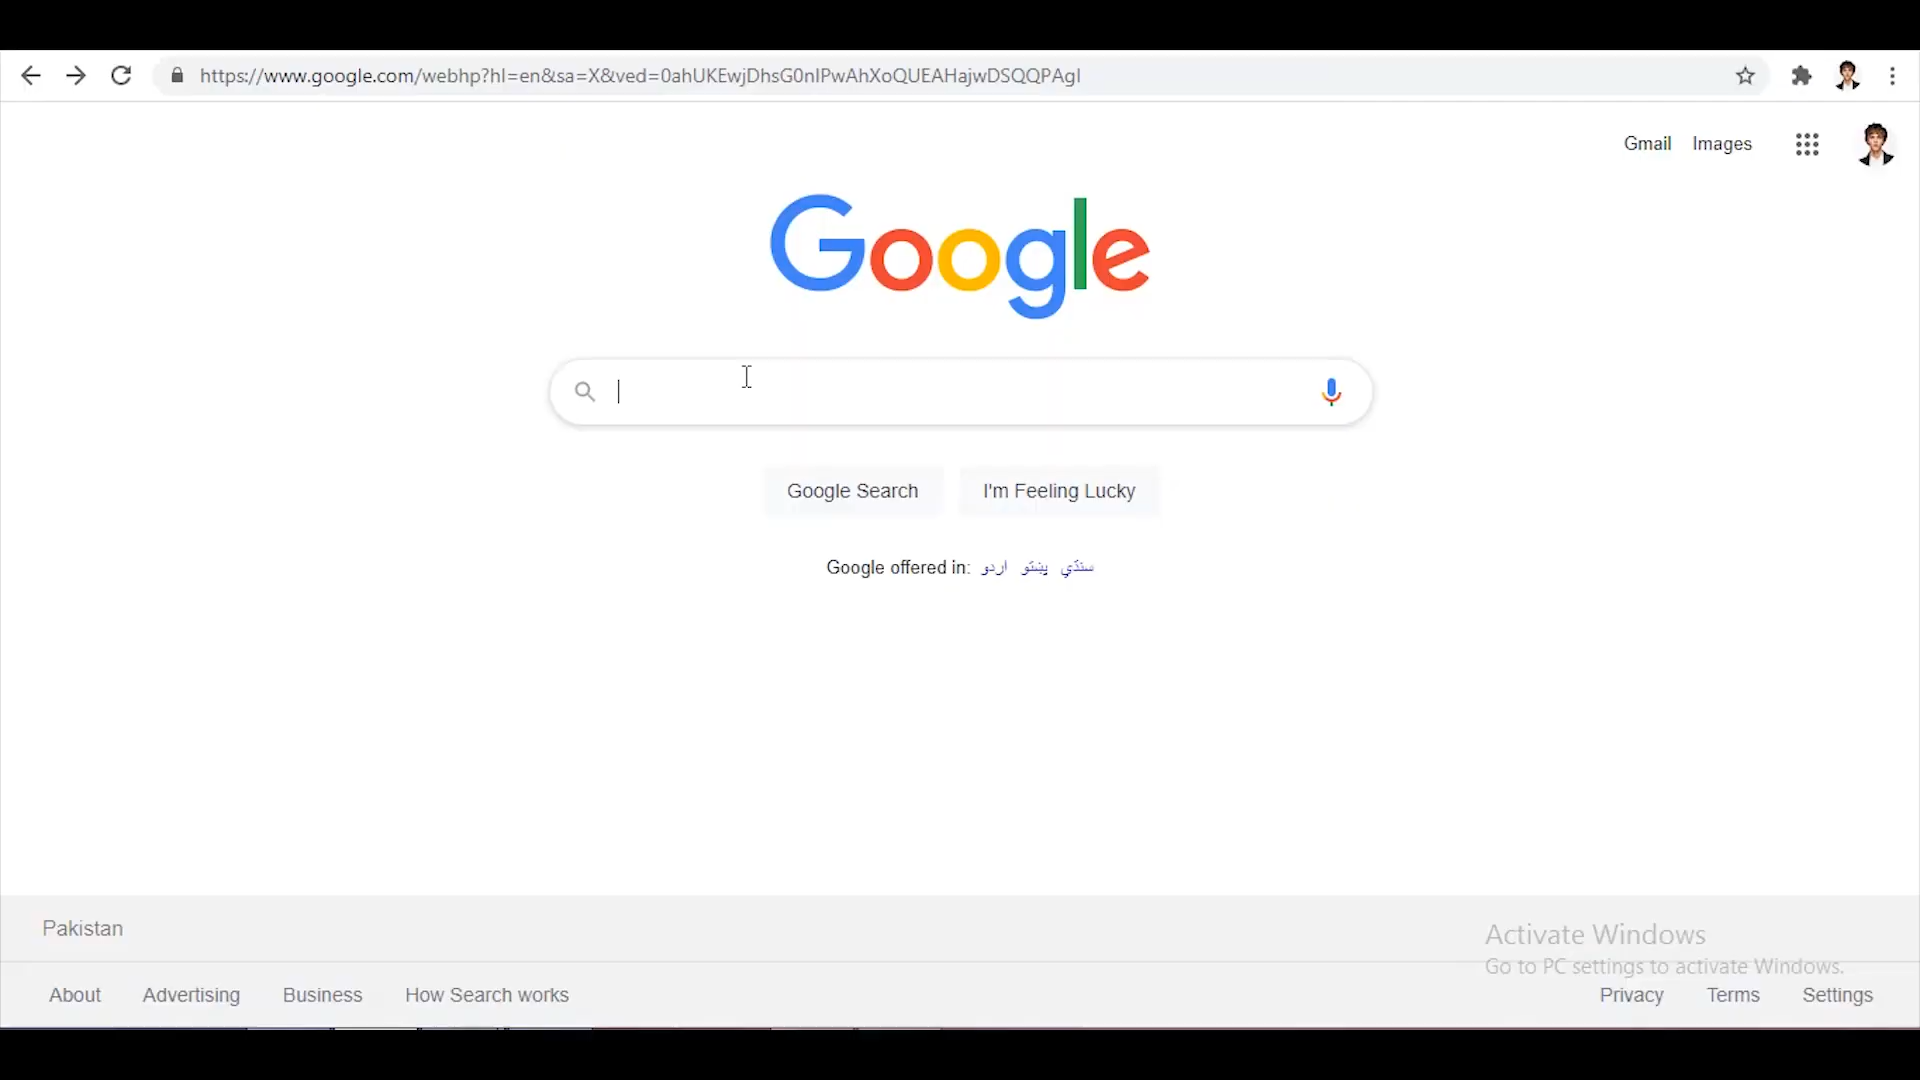 https://www.google.com/webhp?hl=en&sa=X&ved=0ahUKEwjDhsG0nIPwAhXoQUEAHajwDSQQPAgI
Gmail Images
Google
Google Search I'm Feeling Lucky
Google offered in: اردو پښتو سنڌي
Pakistan
Activate Windows
Go to PC settings to activate Windows.
About Advertising Business How Search works Privacy Terms Settings